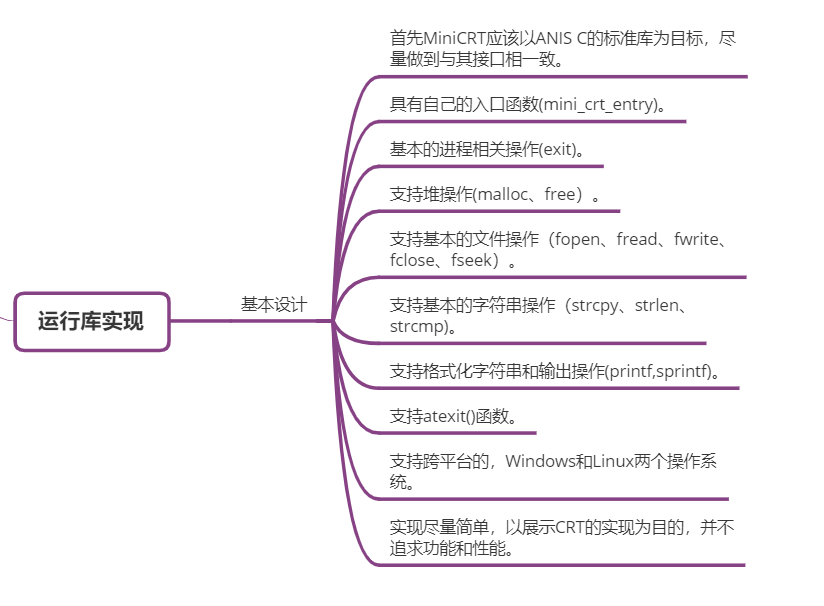 首先MiniCRT应该以ANIS C的标准库为目标，尽
量做到与其接口相一致。
具有自己的入口函数(mini_crt_entry)。
基本的进程相关操作(exit)。
支持堆操作(malloc、free）。
支持基本的文件操作（fopen、fread、fwrite、
fclose、fseek）。
运行库实现
基本设计
支持基本的字符串操作（strcpy、strlen、
strcmp)。
支持格式化字符串和输出操作(printf,sprintf)。
支持atexit()函数。
支持跨平台的，Windows和Linux两个操作系
统。
实现尽量简单，以展示CRT的实现为目的，并不
追求功能和性能。